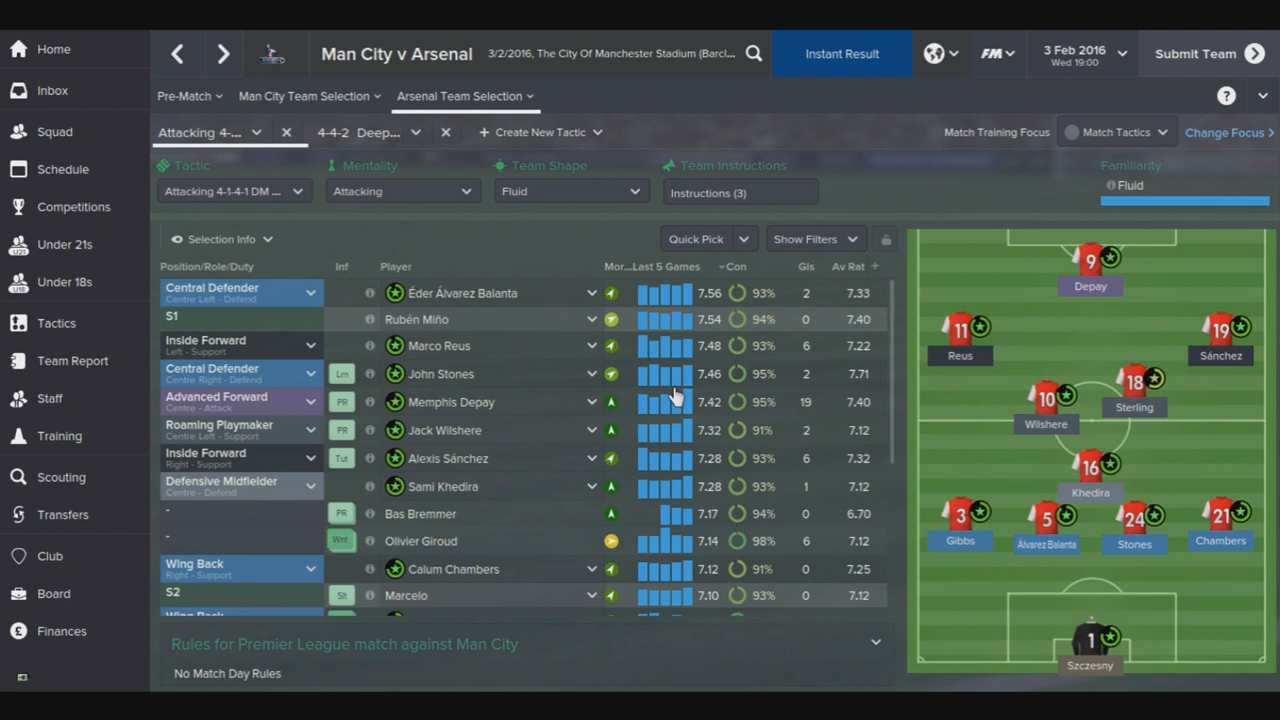 Home
Inbox
Squad
Schedule
Competitions
Under 21s
Under 18s
Tactics
Team Report
Staff
Training
Scouting
Transfers
Club
Board
Finances
Man City v Arsenal
3/2/2016, The City Of Manchester Stadium (Barcl...
Instant Result
FM
3 Feb 2016
Wed 19:00
Submit Team
Pre-Match
Man City Team Selection
Arsenal Team Selection
?
Attacking 4-...
4-4-2 Deep...
+ Create New Tactic
Match Training Focus
Match Tactics
Change Focus
Tactic
Mentality
Team Shape
Team Instructions
Familiarity
Attacking 4-1-4-1 DM ...
Attacking
Fluid
Instructions (3)
Fluid
Selection Info
Quick Pick
Show Filters
Position/Role/Duty Inf Player Mor... Last 5 Games Con Gls Av Rat +
Central Defender
Centre Left - Defend
Éder Álvarez Balanta 7.56 93% 2 7.33
S1 Rubén Miño 7.54 94% 0 7.40
Inside Forward
Left - Support
Marco Reus 7.48 93% 6 7.22
Central Defender
Centre Right - Defend
Lm John Stones 7.46 95% 2 7.71
Advanced Forward
Centre - Attack
PR Memphis Depay 7.42 95% 19 7.40
Roaming Playmaker
Centre Left - Support
PR Jack Wilshere 7.32 91% 2 7.12
Inside Forward
Right - Support
Tut Alexis Sánchez 7.28 93% 6 7.32
Defensive Midfielder
Centre - Defend
Sami Khedira 7.28 93% 1 7.12
- PR Bas Bremmer 7.17 94% 0 6.70
- Wnt Olivier Giroud 7.14 98% 6 7.12
Wing Back
Right - Support
Calum Chambers 7.12 91% 0 7.25
S2 Slt Marcelo 7.10 93% 0 7.12
Wing Back
Rules for Premier League match against Man City
No Match Day Rules
9
Depay
11
Reus
19
Sánchez
18
Sterling
10
Wilshere
16
Khedira
3
Gibbs
5
Álvarez Balanta
24
Stones
21
Chambers
1
Szczesny